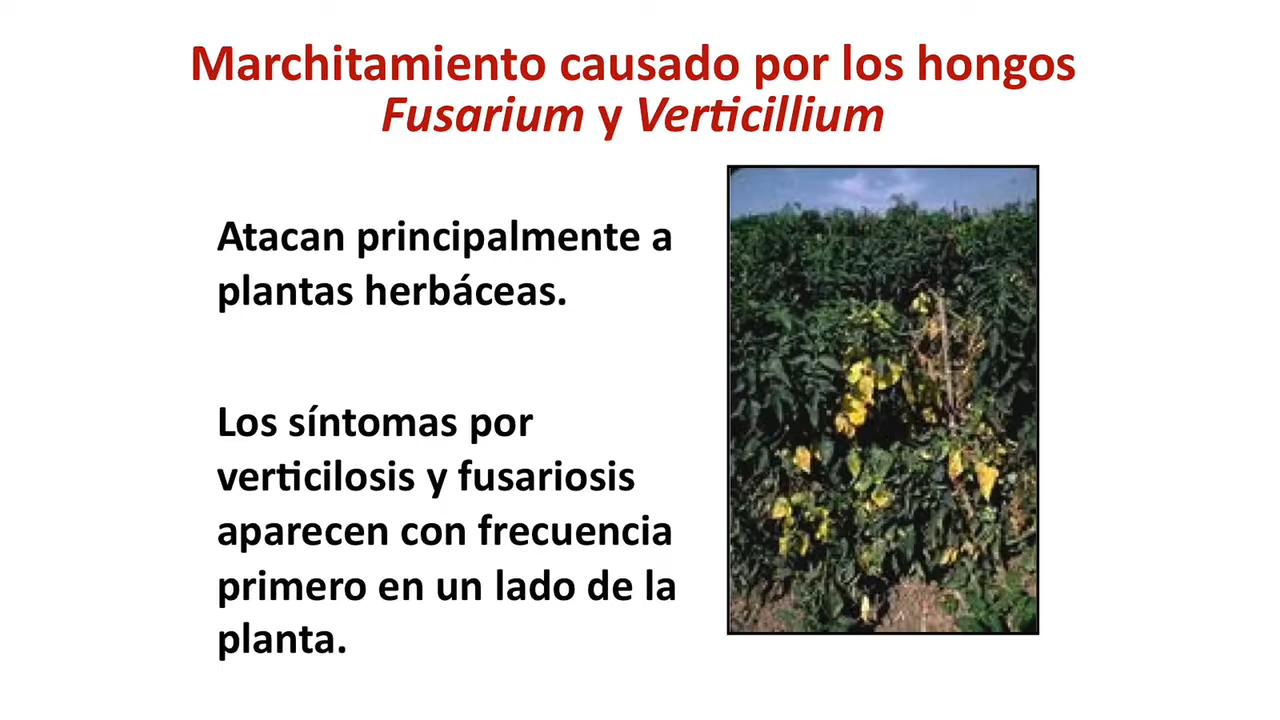 Marchitamiento causado por los hongos
Fusarium y Verticillium
Atacan principalmente a
plantas herbáceas.
Los síntomas por
verticilosis y fusariosis
aparecen con frecuencia
primero en un lado de la
planta.